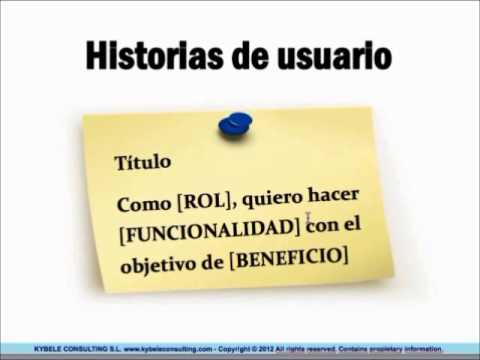 Historias de usuario
Título
Como [ROL], quiero hacer
[FUNCIONALIDAD] con el
objetivo de [BENEFICIO]
KYBELE CONSULTING S.L. www.kybeleconsulting.com - Copyright © 2012 All rights reserved. Contains propietary information.